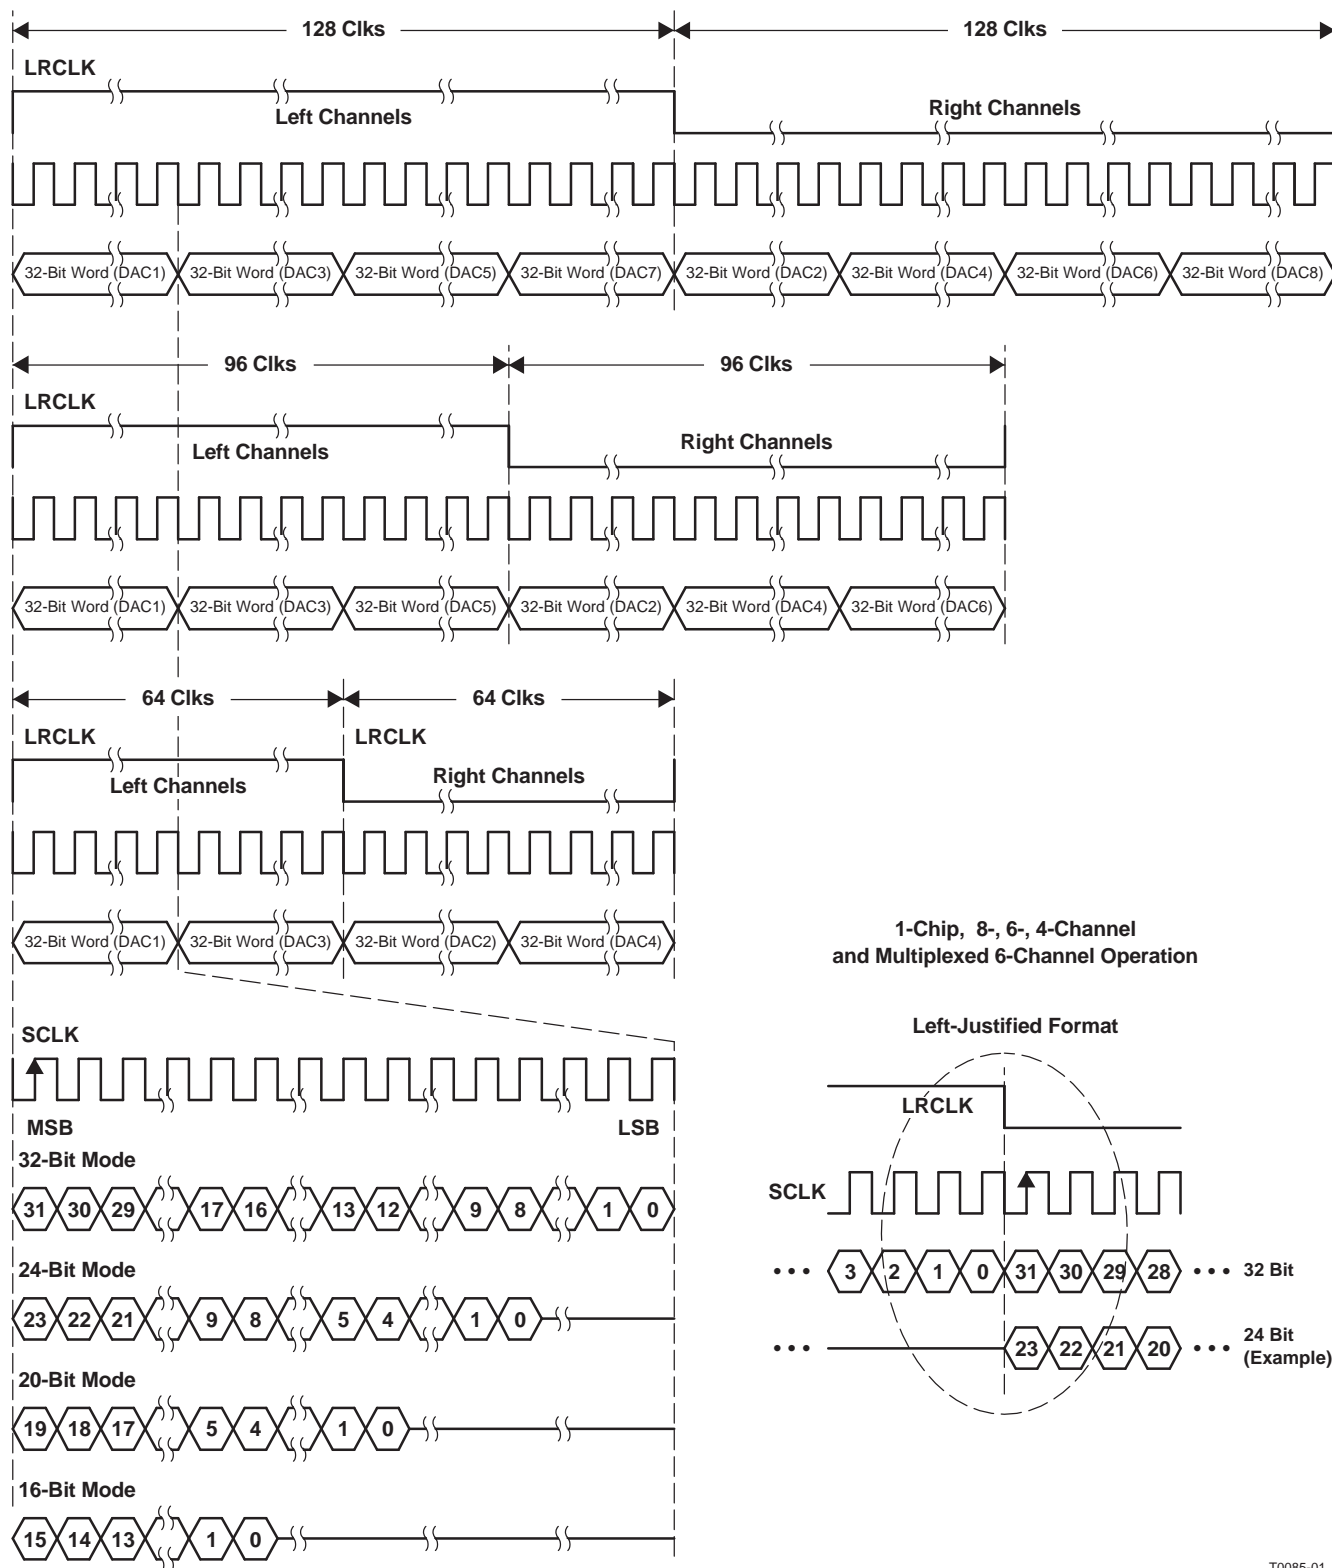 128 Clks 128 Clks
LRCLK
Left Channels Right Channels
32-Bit Word (DAC1) 32-Bit Word (DAC3) 32-Bit Word (DAC5) 32-Bit Word (DAC7) 32-Bit Word (DAC2) 32-Bit Word (DAC4) 32-Bit Word (DAC6) 32-Bit Word (DAC8)
96 Clks 96 Clks
LRCLK
Left Channels Right Channels
32-Bit Word (DAC1) 32-Bit Word (DAC3) 32-Bit Word (DAC5) 32-Bit Word (DAC2) 32-Bit Word (DAC4) 32-Bit Word (DAC6)
64 Clks 64 Clks
LRCLK LRCLK
Left Channels Right Channels
32-Bit Word (DAC1) 32-Bit Word (DAC3) 32-Bit Word (DAC2) 32-Bit Word (DAC4)
1-Chip, 8-, 6-, 4-Channel
and Multiplexed 6-Channel Operation
SCLK
MSB LSB
32-Bit Mode
31 30 29 17 16 13 12 9 8 1 0
24-Bit Mode
23 22 21 9 8 5 4 1 0
20-Bit Mode
19 18 17 5 4 1 0
16-Bit Mode
15 14 13 1 0
Left-Justified Format
LRCLK
SCLK
••• 3 2 1 0 31 30 29 28 ••• 32 Bit
••• 23 22 21 20 ••• 24 Bit
(Example)
T0085-01